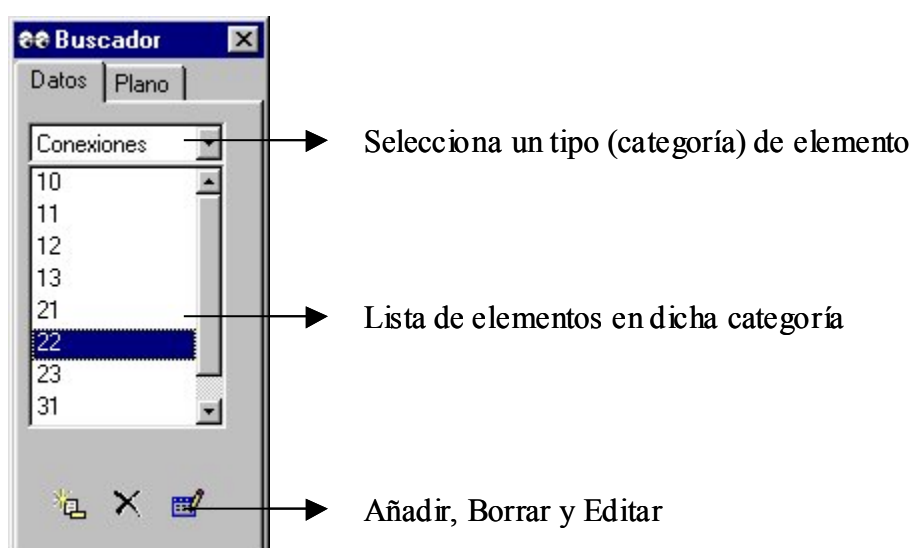 Buscador
Datos Plano
Conexiones
Selecciona un tipo (categoría) de elemento
10
11
12
13
21
22
23
31
Lista de elementos en dicha categoría
Añadir, Borrar y Editar